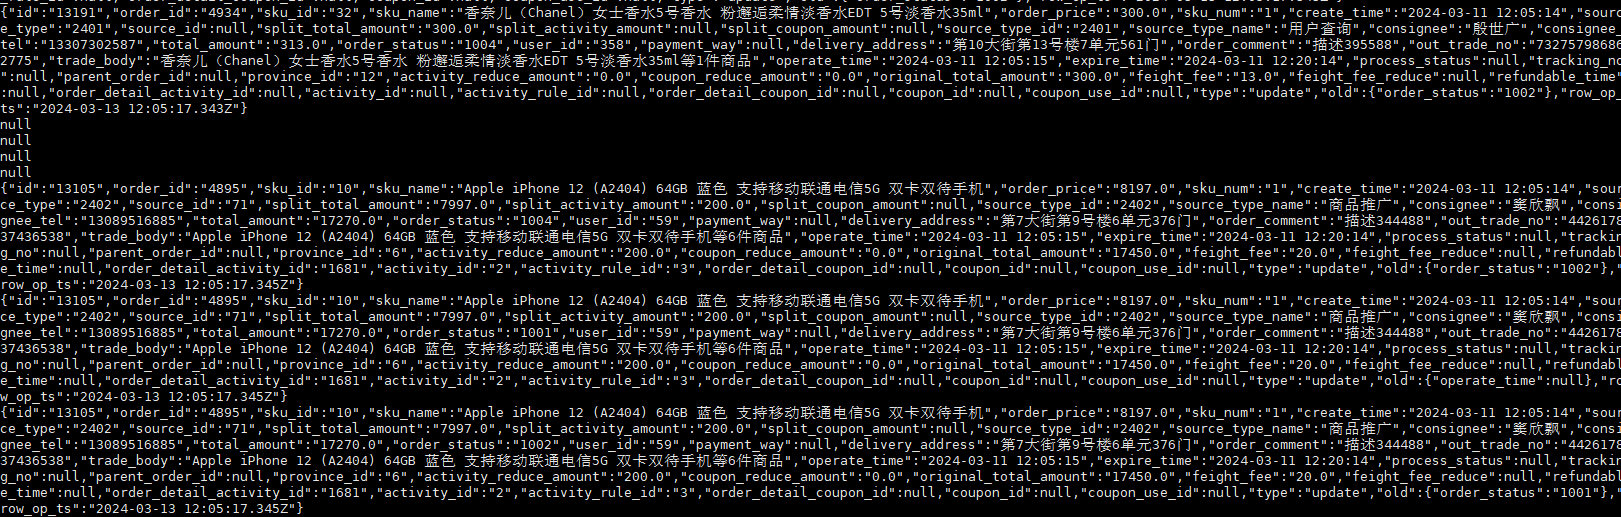 {"id":"13191","order_id":"4934","sku_id":"32","sku_name":"香奈儿（Chanel）女士香水5号香水 粉邂逅柔情淡香水EDT 5号淡香水35ml","order_price":"300.0","sku_num":"1","create_time":"2024-03-11 12:05:14","sour
e_type":"2401","source_id":null,"split_total_amount":"300.0","split_activity_amount":null,"split_coupon_amount":null,"source_type_id":"2401","source_type_name":"用户查询","consignee":"殷世广","consignee_
tel":"13307302587","total_amount":"313.0","order_status":"1004","user_id":"358","payment_way":null,"delivery_address":"第10大街第13号楼7单元561门","order_comment":"描述395588","out_trade_no":"73275798686
2775","trade_body":"香奈儿（Chanel）女士香水5号香水 粉邂逅柔情淡香水EDT 5号淡香水35ml等1件商品","operate_time":"2024-03-11 12:05:15","expire_time":"2024-03-11 12:20:14","process_status":null,"tracking_no
":null,"parent_order_id":null,"province_id":"12","activity_reduce_amount":"0.0","coupon_reduce_amount":"0.0","original_total_amount":"300.0","feight_fee":"13.0","feight_fee_reduce":null,"refundable_time"
:null,"order_detail_activity_id":null,"activity_id":null,"activity_rule_id":null,"order_detail_coupon_id":null,"coupon_id":null,"coupon_use_id":null,"type":"update","old":{"order_status":"1002"},"row_op_
ts":"2024-03-13 12:05:17.343Z"}
null
null
null
null
{"id":"13105","order_id":"4895","sku_id":"10","sku_name":"Apple iPhone 12 (A2404) 64GB 蓝色 支持移动联通电信5G 双卡双待手机","order_price":"8197.0","sku_num":"1","create_time":"2024-03-11 12:05:14","sour
ce_type":"2402","source_id":"71","split_total_amount":"7997.0","split_activity_amount":"200.0","split_coupon_amount":null,"source_type_id":"2402","source_type_name":"商品推广","consignee":"窦欣飘","consi
gnee_tel":"13089516885","total_amount":"17270.0","order_status":"1004","user_id":"59","payment_way":null,"delivery_address":"第7大街第9号楼6单元376门","order_comment":"描述344488","out_trade_no":"4426178
37436538","trade_body":"Apple iPhone 12 (A2404) 64GB 蓝色 支持移动联通电信5G 双卡双待手机等6件商品","operate_time":"2024-03-11 12:05:15","expire_time":"2024-03-11 12:20:14","process_status":null,"trackin
g_no":null,"parent_order_id":null,"province_id":"6","activity_reduce_amount":"200.0","coupon_reduce_amount":"0.0","original_total_amount":"17450.0","feight_fee":"20.0","feight_fee_reduce":null,"refundabl
e_time":null,"order_detail_activity_id":"1681","activity_id":"2","activity_rule_id":"3","order_detail_coupon_id":null,"coupon_id":null,"coupon_use_id":null,"type":"update","old":{"order_status":"1002"},"
row_op_ts":"2024-03-13 12:05:17.345Z"}
{"id":"13105","order_id":"4895","sku_id":"10","sku_name":"Apple iPhone 12 (A2404) 64GB 蓝色 支持移动联通电信5G 双卡双待手机","order_price":"8197.0","sku_num":"1","create_time":"2024-03-11 12:05:14","sour
ce_type":"2402","source_id":"71","split_total_amount":"7997.0","split_activity_amount":"200.0","split_coupon_amount":null,"source_type_id":"2402","source_type_name":"商品推广","consignee":"窦欣飘","consi
gnee_tel":"13089516885","total_amount":"17270.0","order_status":"1001","user_id":"59","payment_way":null,"delivery_address":"第7大街第9号楼6单元376门","order_comment":"描述344488","out_trade_no":"4426178
37436538","trade_body":"Apple iPhone 12 (A2404) 64GB 蓝色 支持移动联通电信5G 双卡双待手机等6件商品","operate_time":"2024-03-11 12:05:15","expire_time":"2024-03-11 12:20:14","process_status":null,"trackin
g_no":null,"parent_order_id":null,"province_id":"6","activity_reduce_amount":"200.0","coupon_reduce_amount":"0.0","original_total_amount":"17450.0","feight_fee":"20.0","feight_fee_reduce":null,"refundabl
e_time":null,"order_detail_activity_id":"1681","activity_id":"2","activity_rule_id":"3","order_detail_coupon_id":null,"coupon_id":null,"coupon_use_id":null,"type":"update","old":{"operate_time":null},"ro
w_op_ts":"2024-03-13 12:05:17.345Z"}
{"id":"13105","order_id":"4895","sku_id":"10","sku_name":"Apple iPhone 12 (A2404) 64GB 蓝色 支持移动联通电信5G 双卡双待手机","order_price":"8197.0","sku_num":"1","create_time":"2024-03-11 12:05:14","sour
ce_type":"2402","source_id":"71","split_total_amount":"7997.0","split_activity_amount":"200.0","split_coupon_amount":null,"source_type_id":"2402","source_type_name":"商品推广","consignee":"窦欣飘","consi
gnee_tel":"13089516885","total_amount":"17270.0","order_status":"1002","user_id":"59","payment_way":null,"delivery_address":"第7大街第9号楼6单元376门","order_comment":"描述344488","out_trade_no":"4426178
37436538","trade_body":"Apple iPhone 12 (A2404) 64GB 蓝色 支持移动联通电信5G 双卡双待手机等6件商品","operate_time":"2024-03-11 12:05:15","expire_time":"2024-03-11 12:20:14","process_status":null,"trackin
g_no":null,"parent_order_id":null,"province_id":"6","activity_reduce_amount":"200.0","coupon_reduce_amount":"0.0","original_total_amount":"17450.0","feight_fee":"20.0","feight_fee_reduce":null,"refundabl
e_time":null,"order_detail_activity_id":"1681","activity_id":"2","activity_rule_id":"3","order_detail_coupon_id":null,"coupon_id":null,"coupon_use_id":null,"type":"update","old":{"order_status":"1001"},"
row_op_ts":"2024-03-13 12:05:17.345Z"}